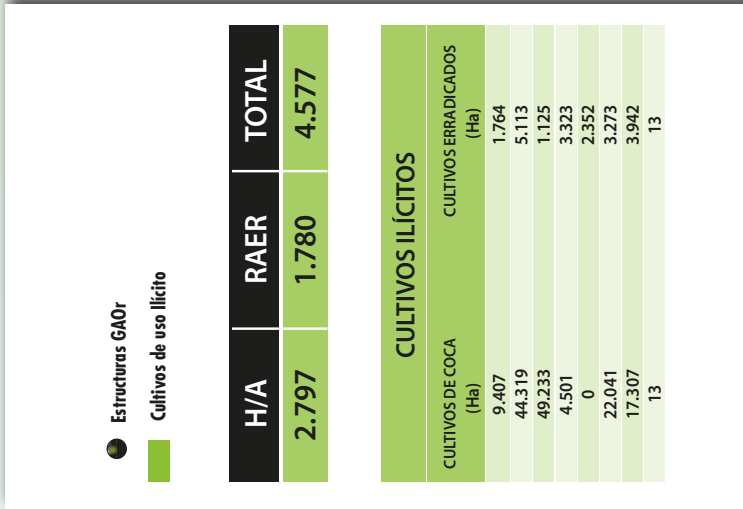 Estructuras GAOr
Cultivos de uso Ilícito
H/A RAER TOTAL
2.797 1.780 4.577
CULTIVOS ILÍCITOS
CULTIVOS DE COCA (Ha) CULTIVOS ERRADICADOS (Ha)
9.407 1.764
44.319 5.113
49.233 1.125
4.501 3.323
0 2.352
22.041 3.273
17.307 3.942
13 13